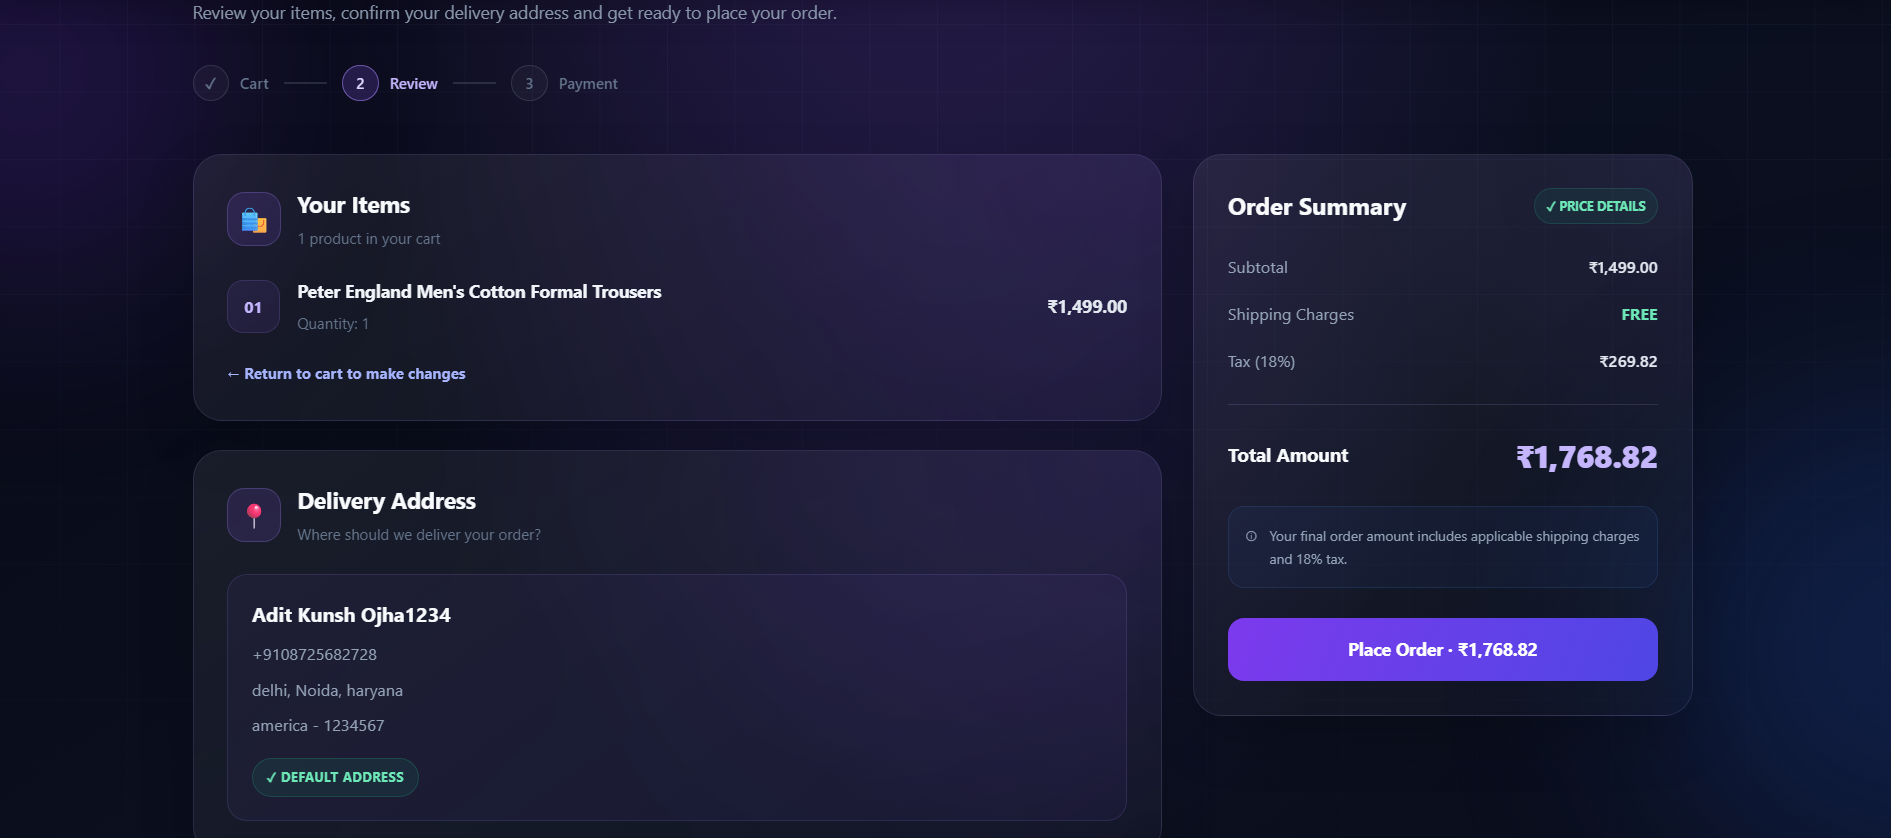 Review your items, confirm your delivery address and get ready to place your order.
✓ Cart 2 Review 3 Payment
Your Items
1 product in your cart
01
Peter England Men's Cotton Formal Trousers
Quantity: 1
₹1,499.00
← Return to cart to make changes
Delivery Address
Where should we deliver your order?
Adit Kunsh Ojha1234
+9108725682728
delhi, Noida, haryana
america - 1234567
✓ DEFAULT ADDRESS
Order Summary
✓ PRICE DETAILS
Subtotal ₹1,499.00
Shipping Charges FREE
Tax (18%) ₹269.82
Total Amount ₹1,768.82
Your final order amount includes applicable shipping charges
and 18% tax.
Place Order · ₹1,768.82